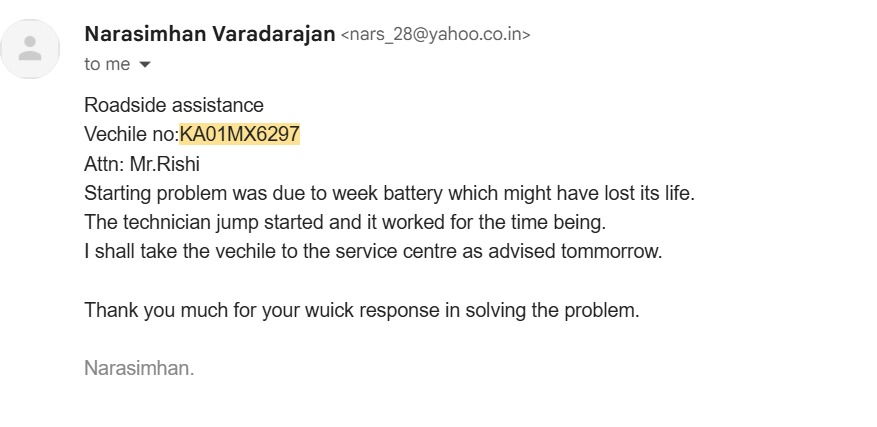 Narasimhan Varadarajan <nars_28@yahoo.co.in>
to me
Roadside assistance
Vechile no:KA01MX6297
Attn: Mr.Rishi
Starting problem was due to week battery which might have lost its life.
The technician jump started and it worked for the time being.
I shall take the vechile to the service centre as advised tommorrow.
Thank you much for your wuick response in solving the problem.
Narasimhan.